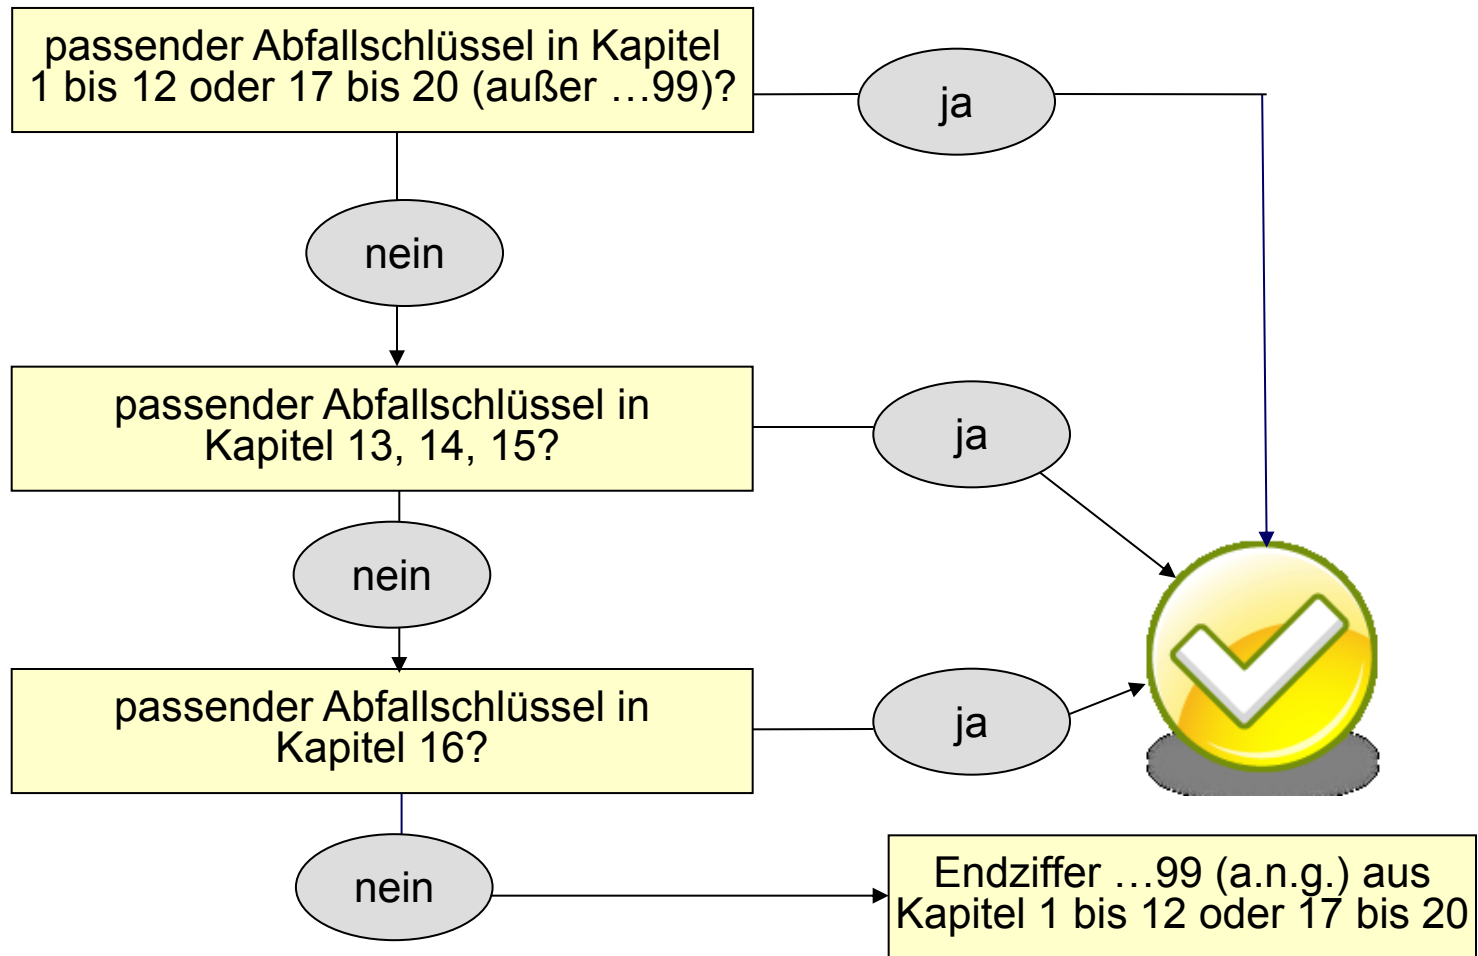 passender Abfallschlüssel in Kapitel
1 bis 12 oder 17 bis 20 (außer …99)?
ja
nein
passender Abfallschlüssel in
Kapitel 13, 14, 15?
ja
nein
passender Abfallschlüssel in
Kapitel 16?
ja
nein
Endziffer …99 (a.n.g.) aus
Kapitel 1 bis 12 oder 17 bis 20